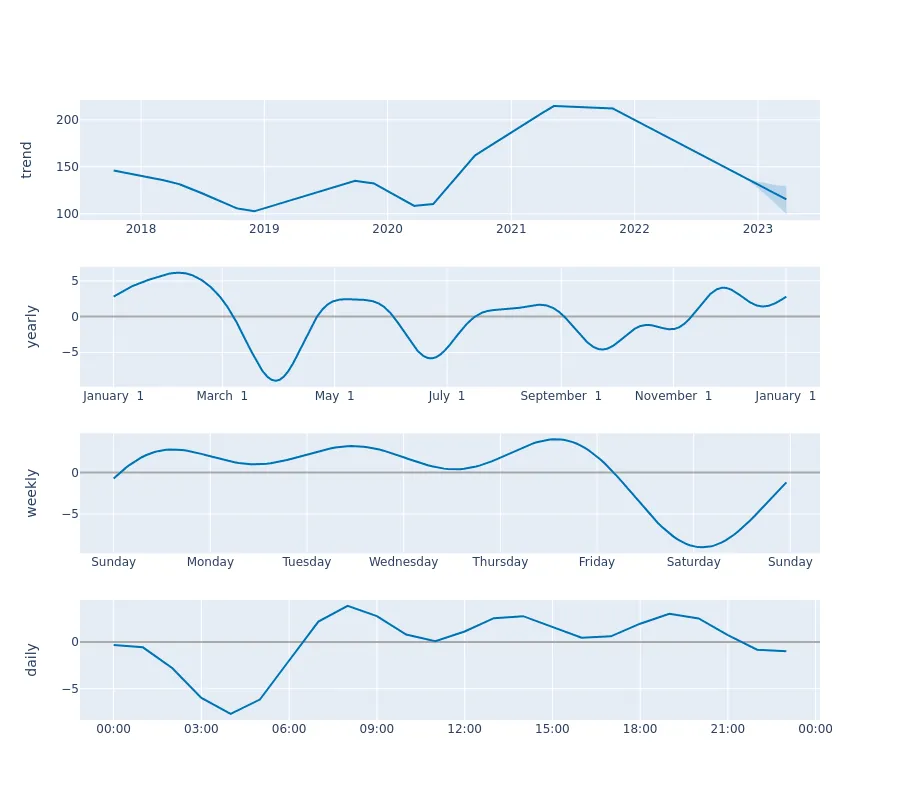 trend
200
150
100
2018 2019 2020 2021 2022 2023
yearly
5
0
−5
January 1 March 1 May 1 July 1 September 1 November 1 January 1
weekly
0
−5
Sunday Monday Tuesday Wednesday Thursday Friday Saturday Sunday
daily
0
−5
00:00 03:00 06:00 09:00 12:00 15:00 18:00 21:00 00:00